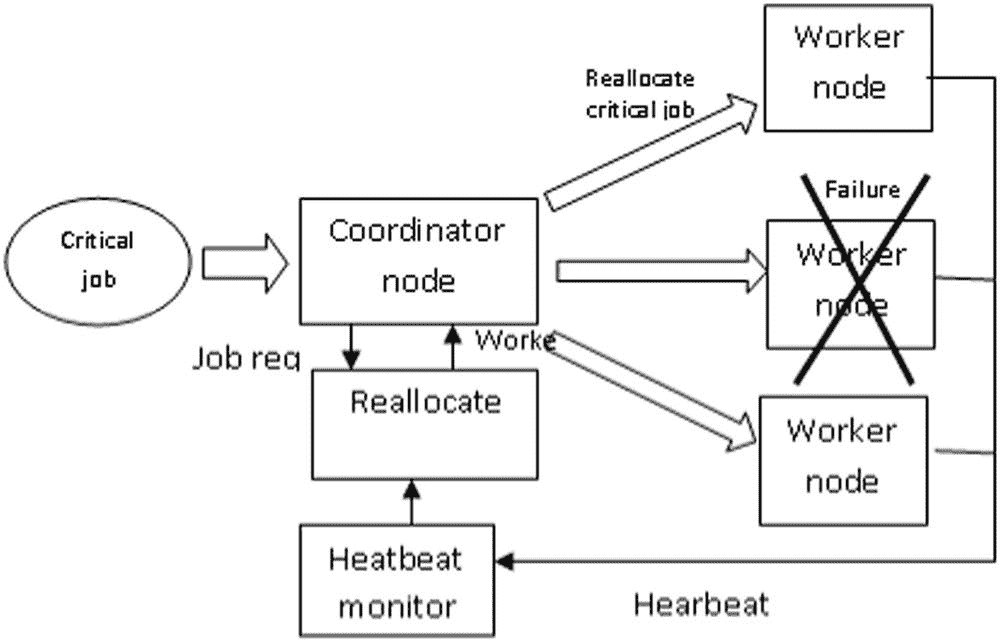 Worker
node
Reallocate
critical job
Failure
Critical
job
Coordinator
node
Worker
node
Job req
Worke
Reallocate
Worker
node
Heatbeat
monitor
Hearbeat